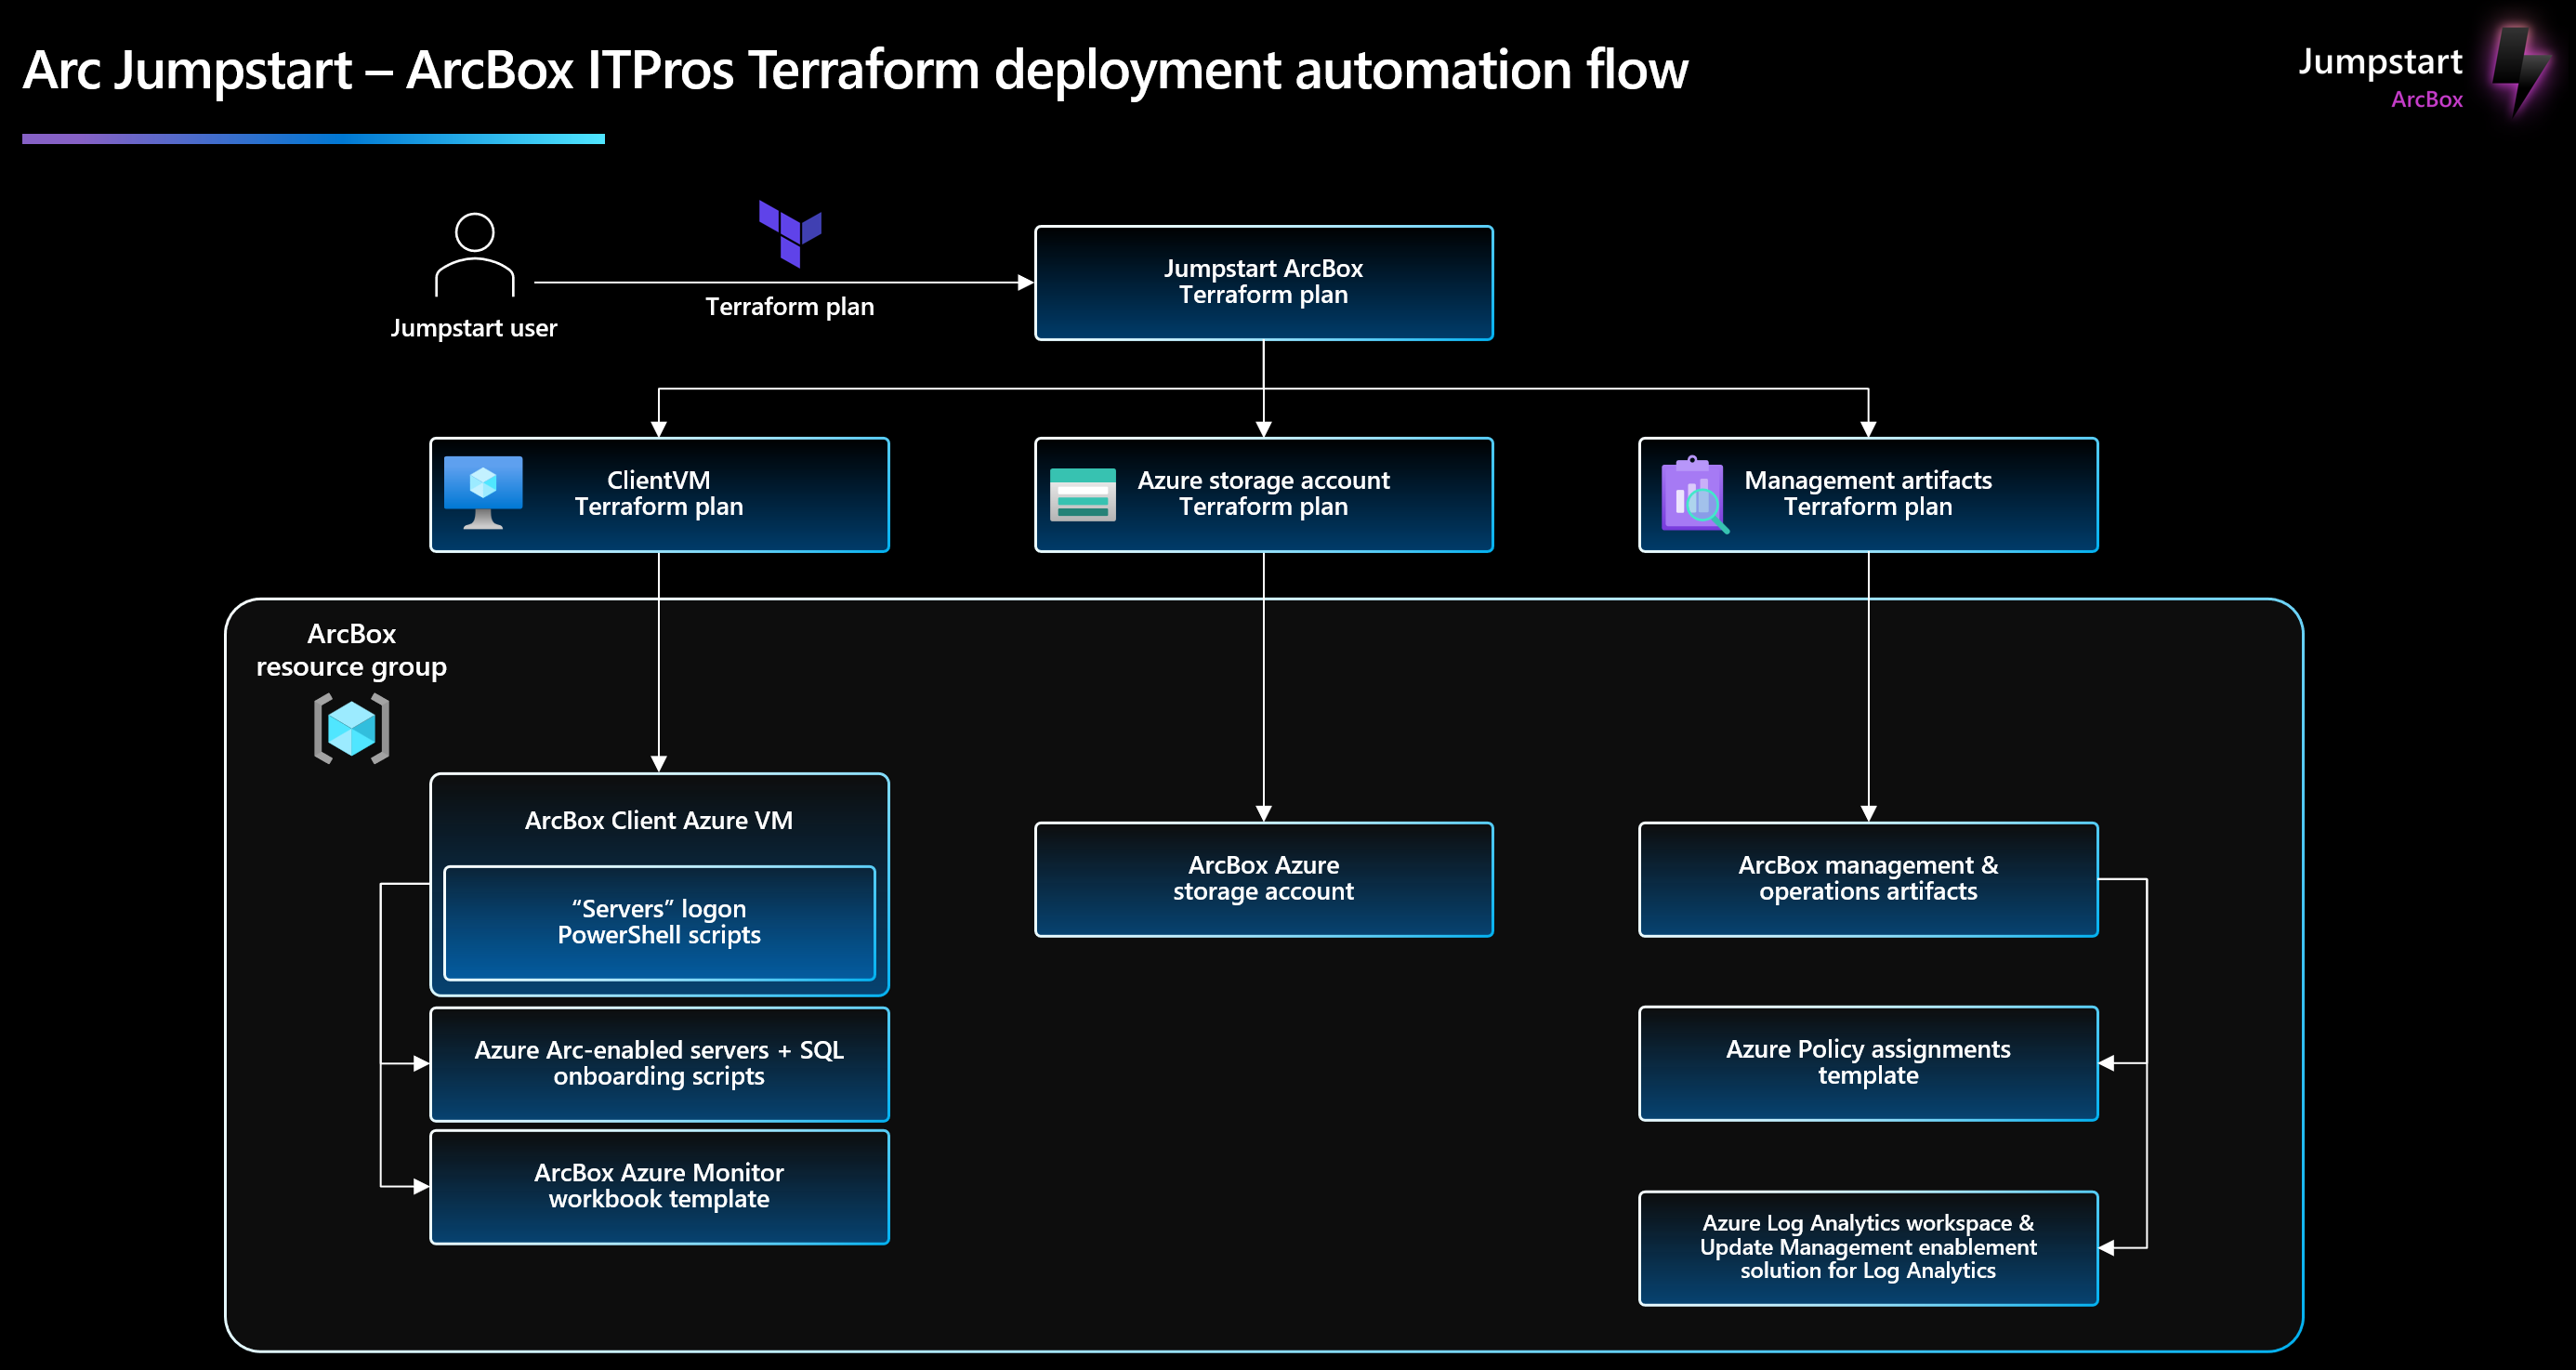 Arc Jumpstart – ArcBox ITPros Terraform deployment automation flow
Jumpstart
ArcBox
Jumpstart user
Terraform plan
Jumpstart ArcBox
Terraform plan
ClientVM
Terraform plan
Azure storage account
Terraform plan
Management artifacts
Terraform plan
ArcBox
resource group
ArcBox Client Azure VM
“Servers” logon
PowerShell scripts
Azure Arc-enabled servers + SQL
onboarding scripts
ArcBox Azure Monitor
workbook template
ArcBox Azure
storage account
ArcBox management &
operations artifacts
Azure Policy assignments
template
Azure Log Analytics workspace &
Update Management enablement
solution for Log Analytics